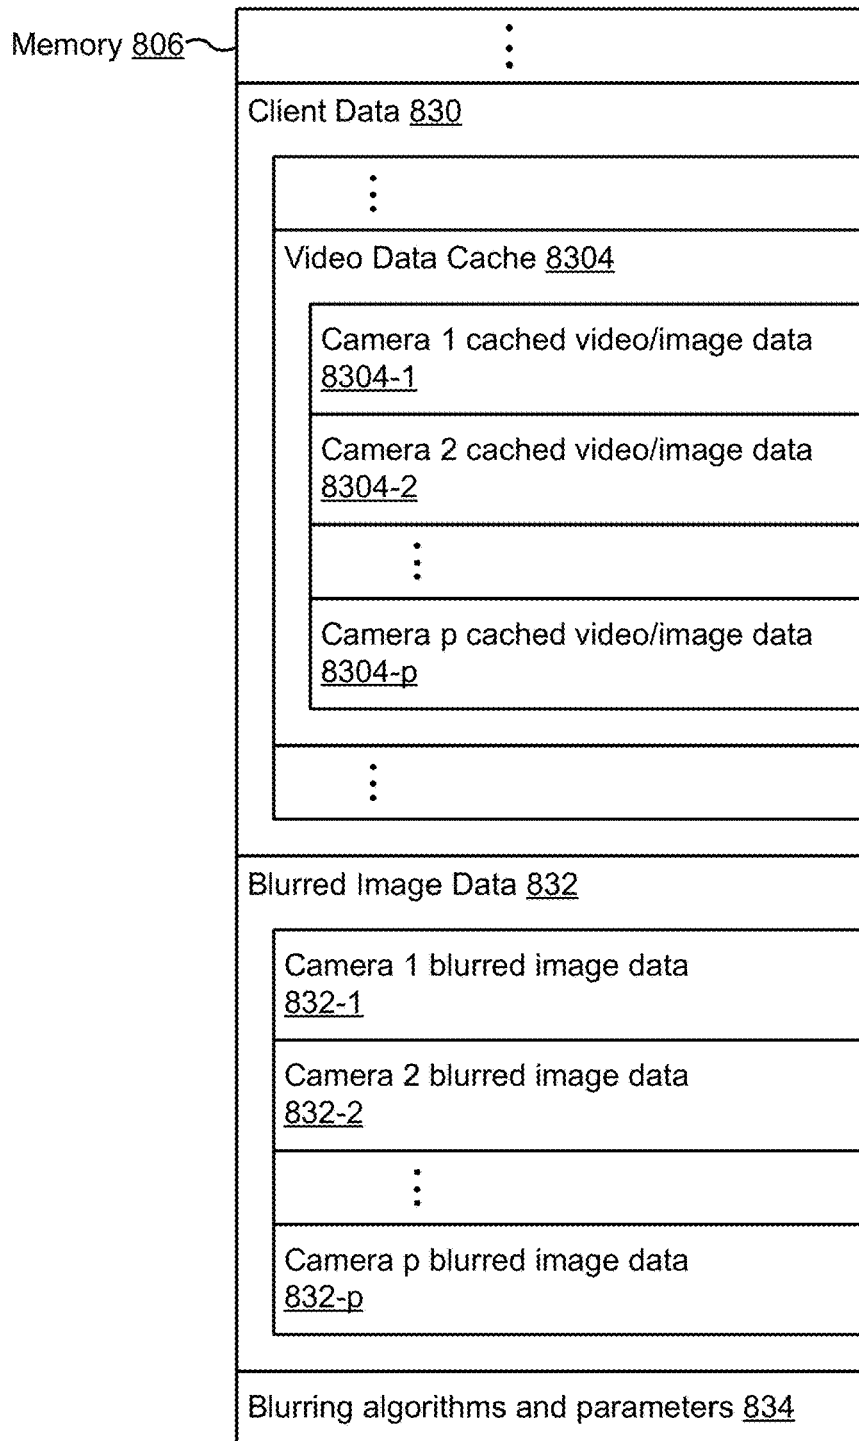 Memory 806
Client Data 830
Video Data Cache 8304
Camera 1 cached video/image data
8304-1
Camera 2 cached video/image data
8304-2
Camera p cached video/image data
8304-p
Blurred Image Data 832
Camera 1 blurred image data
832-1
Camera 2 blurred image data
832-2
Camera p blurred image data
832-p
Blurring algorithms and parameters 834